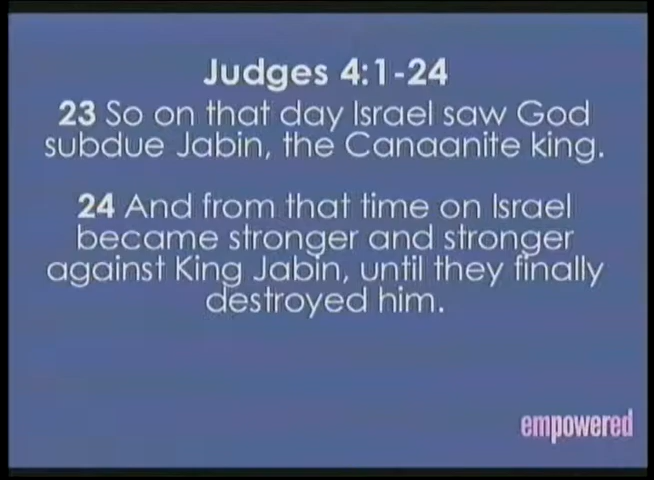 Judges 4:1-24
23 So on that day Israel saw God
subdue Jabin, the Canaanite king.
24 And from that time on Israel
became stronger and stronger
against King Jabin, until they finally
destroyed him.
empowered